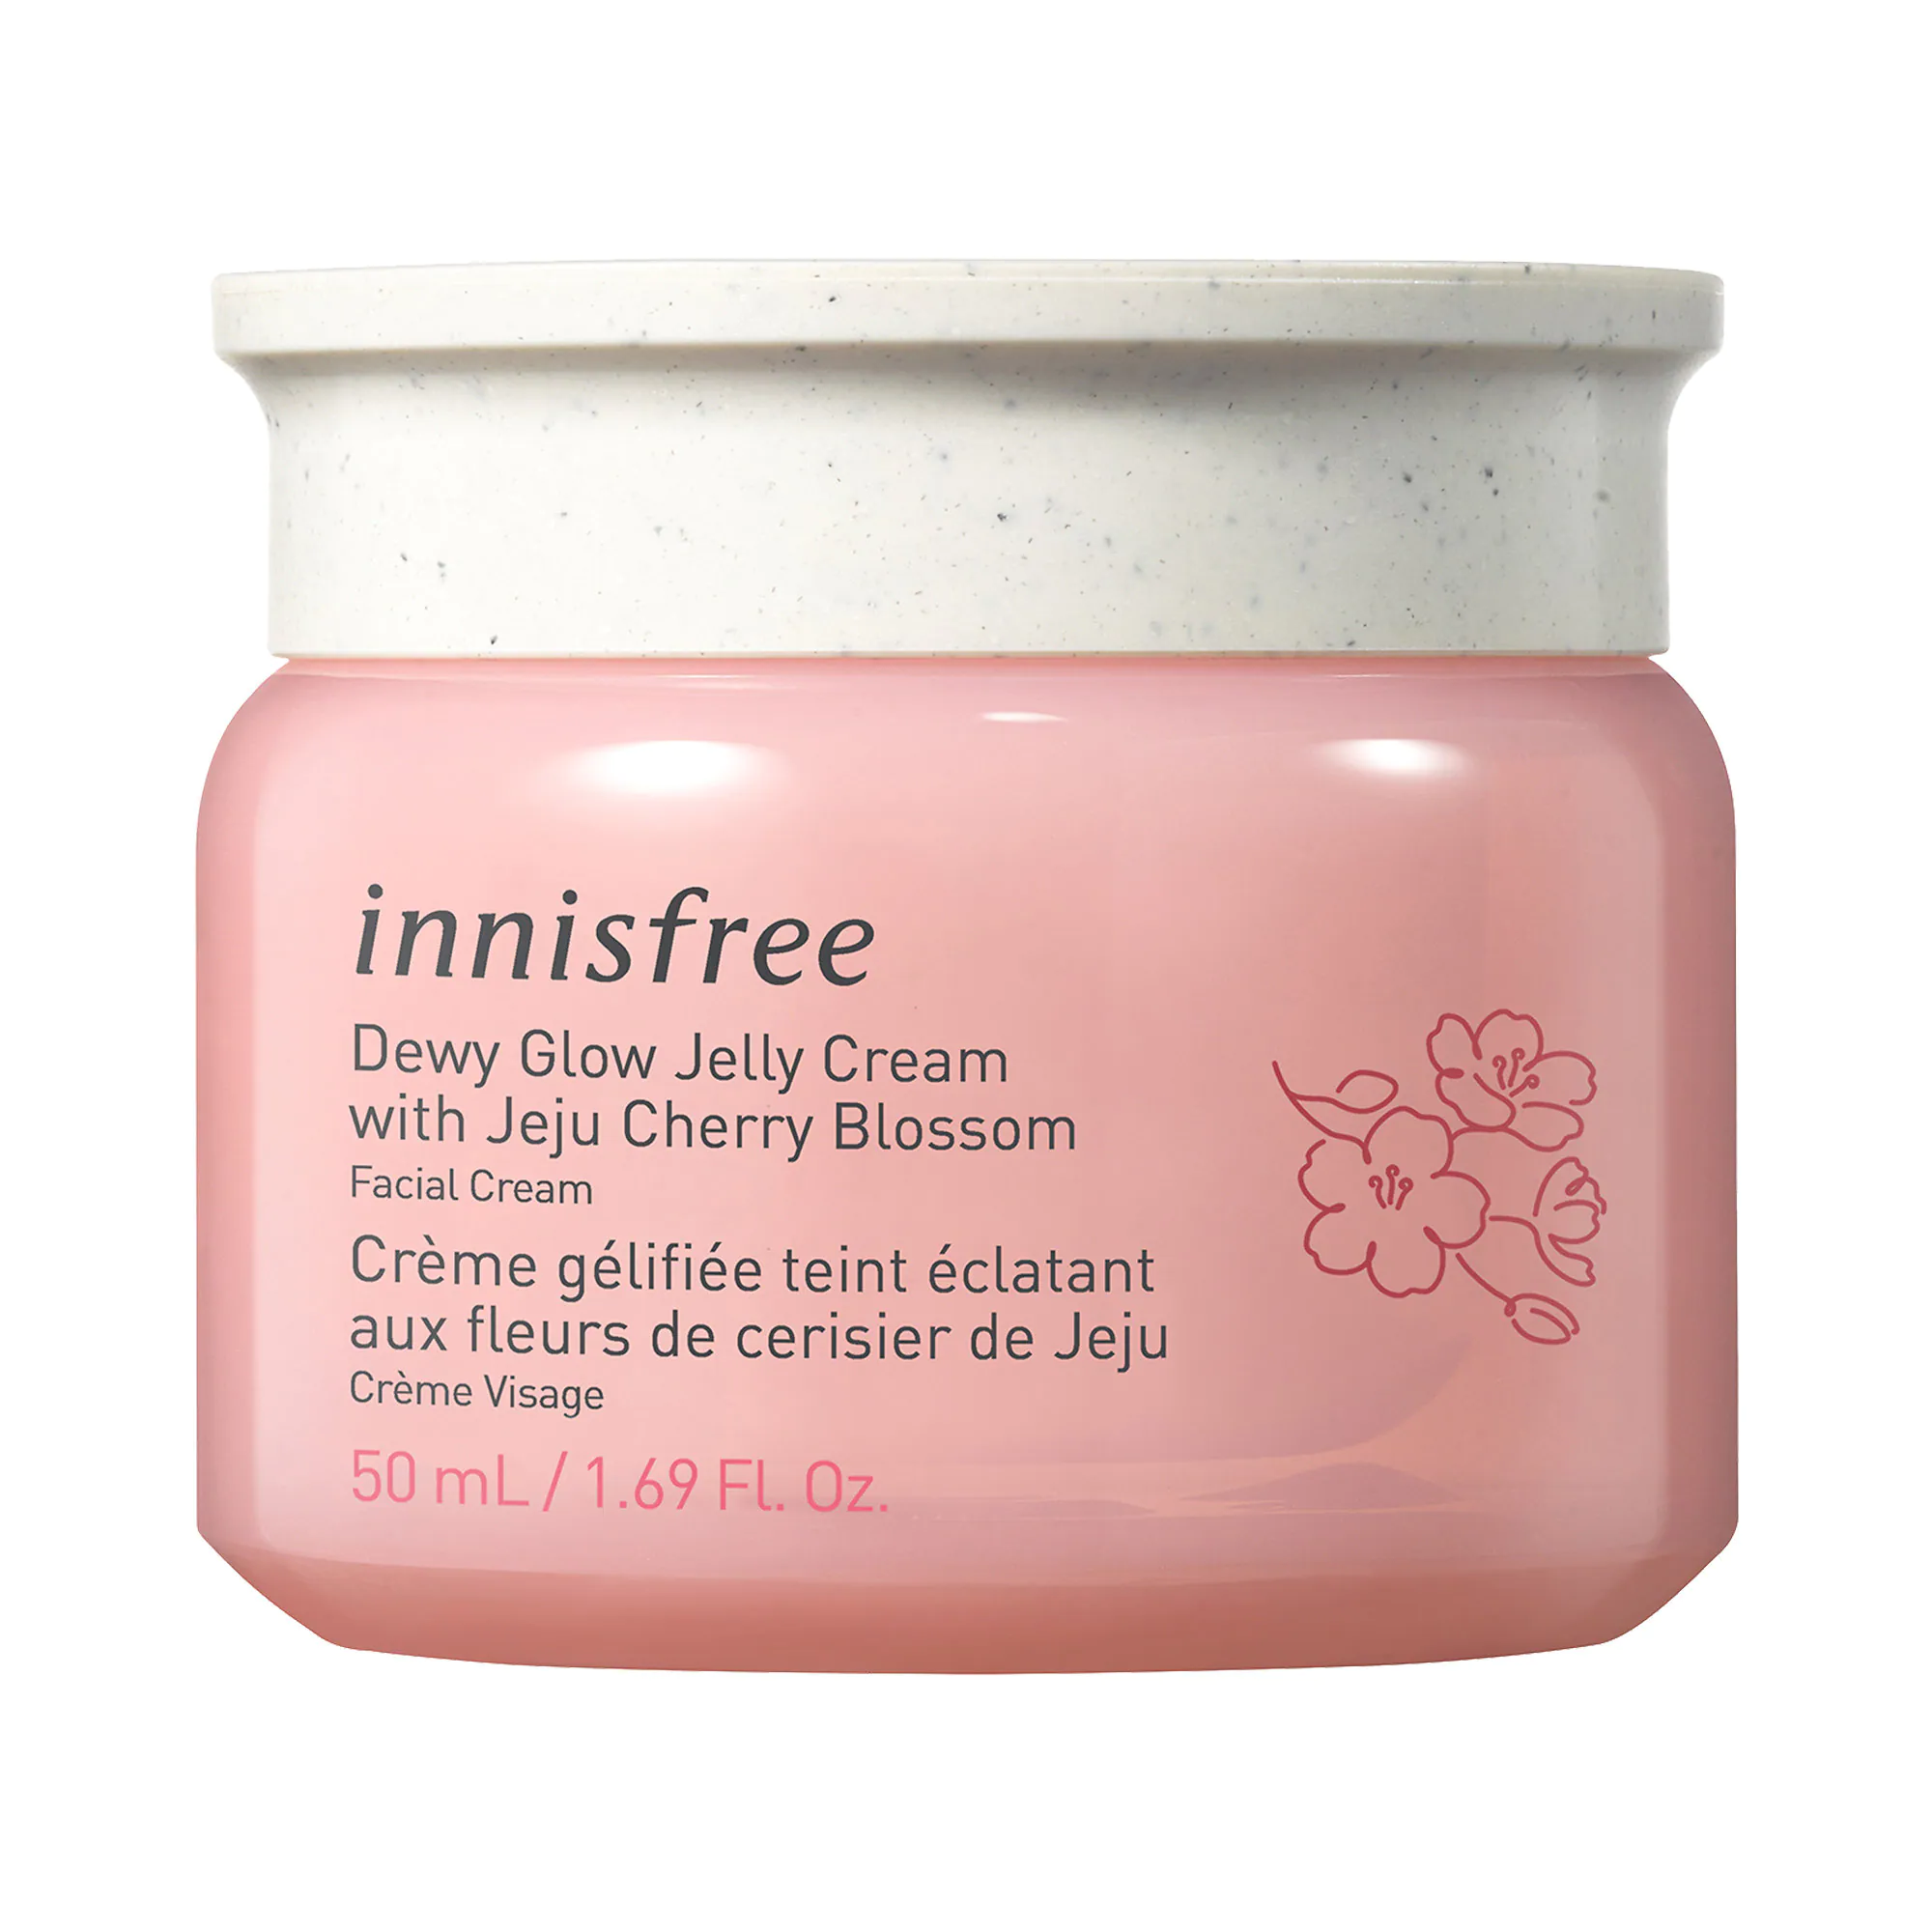 innisfree
Dewy Glow Jelly Cream
with Jeju Cherry Blossom
Facial Cream
Crème gélifiée teint éclatant
aux fleurs de cerisier de Jeju
Crème Visage
50 mL / 1.69 Fl. Oz.